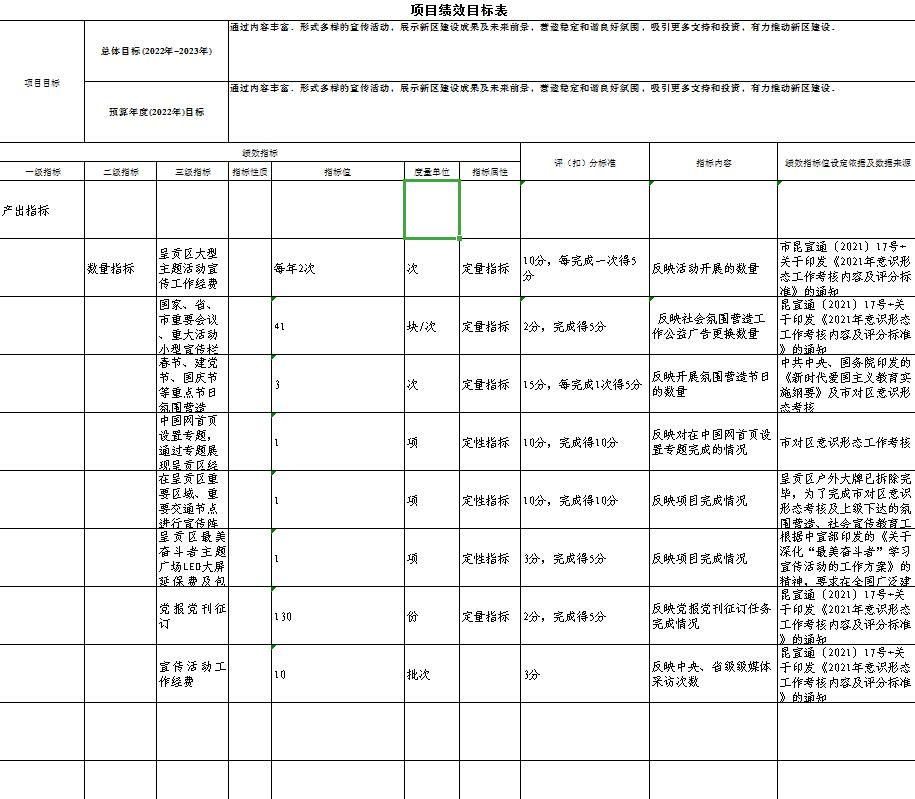 项目绩效目标表
项目目标
总体目标(2022年-2023年)
通过内容丰富、形式多样的宣传活动，展示新区建设成果及未来前景，营造稳定和谐良好氛围，吸引更多支持和投资，有力推动新区建设。
预算年度(2022年)目标
通过内容丰富、形式多样的宣传活动，展示新区建设成果及未来前景，营造稳定和谐良好氛围，吸引更多支持和投资，有力推动新区建设。
绩效指标
评（扣）分标准
指标内容
绩效指标值设定依据及数据来源
一级指标
二级指标
三级指标
指标性质
指标值
度量单位
指标属性
产出指标
数量指标
呈贡区大型
主题活动宣
传工作经费
每年2次
次
定量指标
10分，每完成一次得5
分
反映活动开展的数量
市昆宣通〔2021〕17号+
关于印发《2021年意识形
态工作考核内容及评分标
准》的通知
国家、省、
市重要会议
、重大活动
小型宣传栏
41
块/次
定量指标
2分，完成得5分
反映社会氛围营造工
作公益广告更换数量
昆宣通〔2021〕17号+关
于印发《2021年意识形态
工作考核内容及评分标准
》的通知
春节、建党
节、国庆节
等重点节日
氛围营造
3
次
定量指标
15分，每完成1次得5分
反映开展氛围营造节日
的数量
中共中央、国务院印发的
《新时代爱国主义教育实
施纲要》及市对区意识形
态考核
中国网首页
设置专题，
通过专题展
现呈贡区经
1
项
定性指标
10分，完成得10分
反映对在中国网首页设
置专题完成的情况
市对区意识形态工作考核
在呈贡区重
要区域、重
要交通节点
进行宣传阵
1
项
定性指标
10分，完成得10分
反映项目完成情况
呈贡区户外大牌已拆除完
毕，为了完成市对区意识
形态考核及上级下达的氛
围营造、社会宣传教育工
呈贡区最美
奋斗者主题
广场LED大屏
延保费及包
1
项
定性指标
3分，完成得5分
反映项目完成情况
根据中宣部印发的《关于
深化“最美奋斗者”学习
宣传活动的工作方案》的
精神，要求在全国广泛建
党报党刊征
订
130
份
定量指标
2分，完成得5分
反映党报党刊征订任务
完成情况
昆宣通〔2021〕17号+关
于印发《2021年意识形态
工作考核内容及评分标准
》的通知
宣传活动工
作经费
10
批次
3分
反映中央、省级级媒体
采访次数
昆宣通〔2021〕17号+关
于印发《2021年意识形态
工作考核内容及评分标准
》的通知